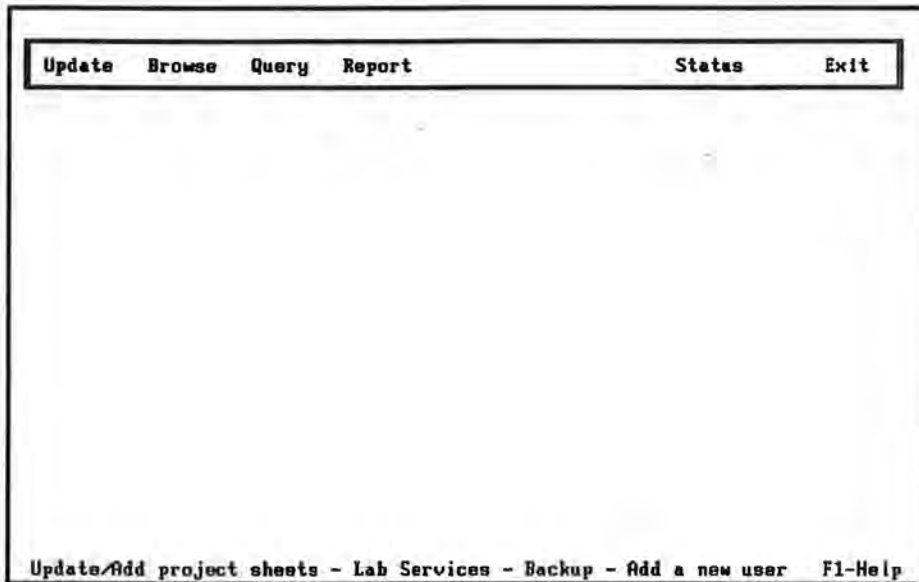 Update Browse Query Report Status Exit
Update/Add project sheets - Lab Services - Backup - Add a new user F1-Help